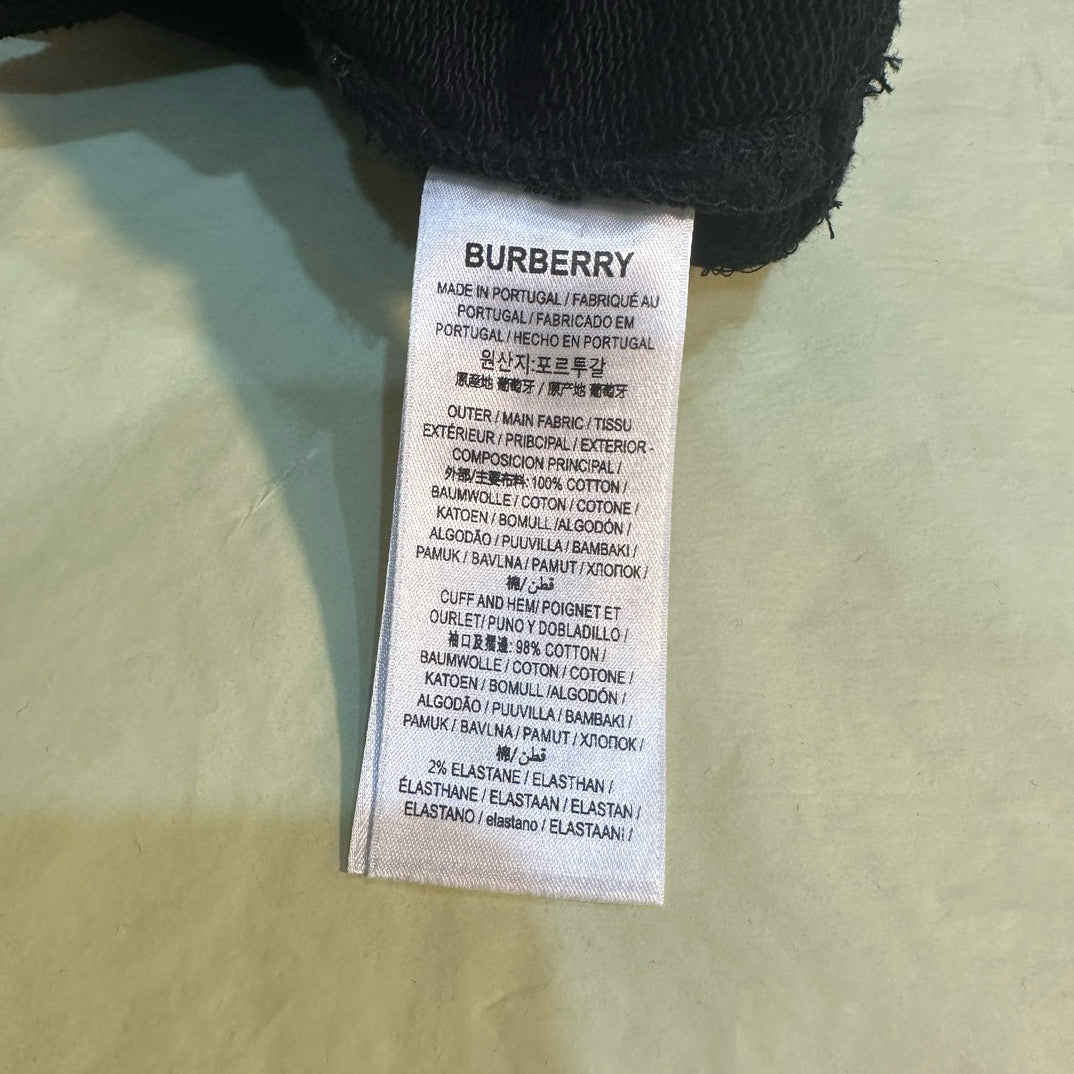 BURBERRY
MADE IN PORTUGAL / FABRIQUÉ AU
PORTUGAL / FABRICADO EM
PORTUGAL / HECHO EN PORTUGAL
원산지:포르투갈
原產地 葡萄牙 / 原产地 葡萄牙
OUTER / MAIN FABRIC / TISSU
EXTÉRIEUR / PRIBCIPAL / EXTERIOR -
COMPOSICION PRINCIPAL /
外部/主要布料: 100% COTTON /
BAUMWOLLE / COTON / COTONE /
KATOEN / BOMULL /ALGODÓN /
ALGODÃO / PUUVILLA / BAMBAKI /
PAMUK / BAVLNA / PAMUT / ХЛОПОК /
棉/قطن
CUFF AND HEM/ POIGNET ET
OURLET/ PUNO Y DOBLADILLO /
袖口及摺邊: 98% COTTON /
BAUMWOLLE / COTON / COTONE /
KATOEN / BOMULL /ALGODÓN /
ALGODÃO / PUUVILLA / BAMBAKI /
PAMUK / BAVLNA / PAMUT / ХЛОПОК /
棉/قطن
2% ELASTANE / ELASTHAN /
ÉLASTHANE / ELASTAAN / ELASTAN /
ELASTANO / elastano / ELASTAANI /